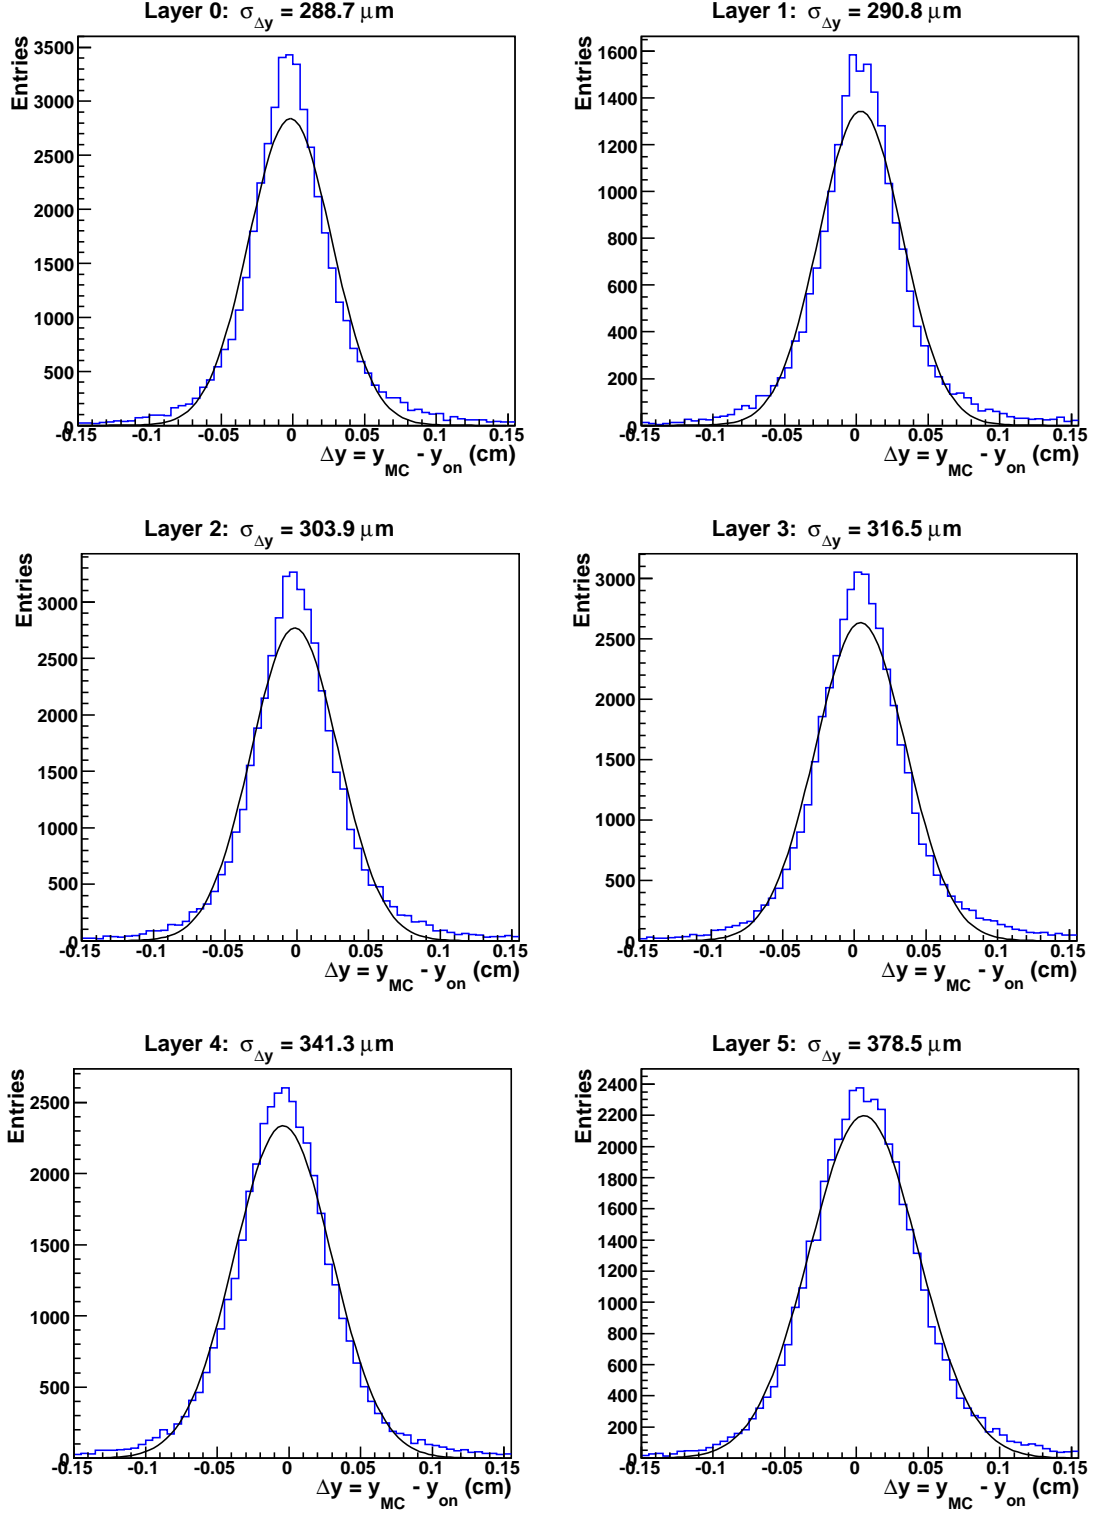 Layer 0: σΔy = 288.7 μm
Entries
3500
3000
2500
2000
1500
1000
500
0
-0.15 -0.1 -0.05 0 0.05 0.1 0.15
Δy = yMC - yon (cm)
Layer 1: σΔy = 290.8 μm
Entries
1600
1400
1200
1000
800
600
400
200
0
-0.15 -0.1 -0.05 0 0.05 0.1 0.15
Δy = yMC - yon (cm)
Layer 2: σΔy = 303.9 μm
Entries
3000
2500
2000
1500
1000
500
0
-0.15 -0.1 -0.05 0 0.05 0.1 0.15
Δy = yMC - yon (cm)
Layer 3: σΔy = 316.5 μm
Entries
3000
2500
2000
1500
1000
500
0
-0.15 -0.1 -0.05 0 0.05 0.1 0.15
Δy = yMC - yon (cm)
Layer 4: σΔy = 341.3 μm
Entries
2500
2000
1500
1000
500
0
-0.15 -0.1 -0.05 0 0.05 0.1 0.15
Δy = yMC - yon (cm)
Layer 5: σΔy = 378.5 μm
Entries
2400
2200
2000
1800
1600
1400
1200
1000
800
600
400
200
0
-0.15 -0.1 -0.05 0 0.05 0.1 0.15
Δy = yMC - yon (cm)